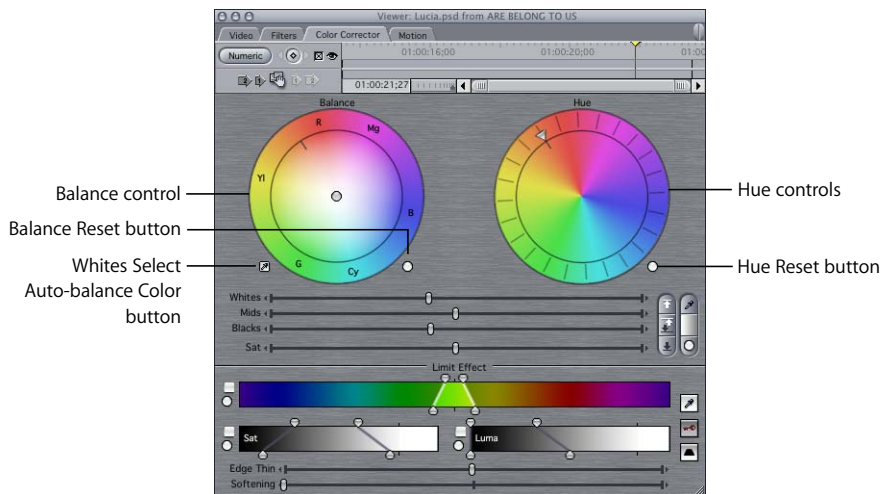 Viewer: Lucia.psd from ARE BELONG TO US
Video Filters Color Corrector Motion
Numeric
01:00:16;00 01:00:20;00 01:00
01:00:21;27
Balance Hue
R
Mg
Yl
B
G
Cy
Balance control
Balance Reset button
Whites Select
Auto-balance Color
button
Hue controls
Hue Reset button
Whites
Mids
Blacks
Sat
Limit Effect
Sat Luma
Edge Thin
Softening